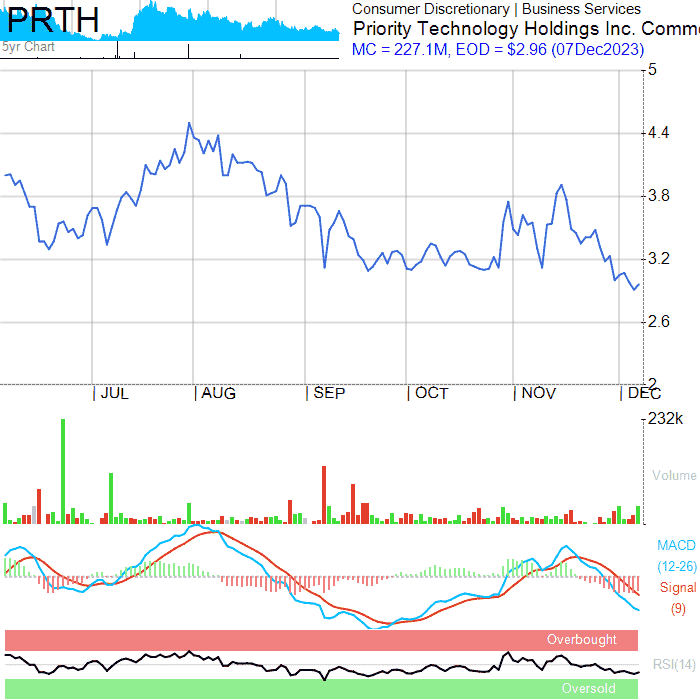 PRTH
5yr Chart
Consumer Discretionary | Business Services
Priority Technology Holdings Inc. Comm
MC = 227.1M, EOD = $2.96 (07Dec2023)
5
4.4
3.8
3.2
2.6
2
JUL AUG SEP OCT NOV DEC
232k
Volume
MACD
(12-26)
Signal
(9)
Overbought
RSI(14)
Oversold